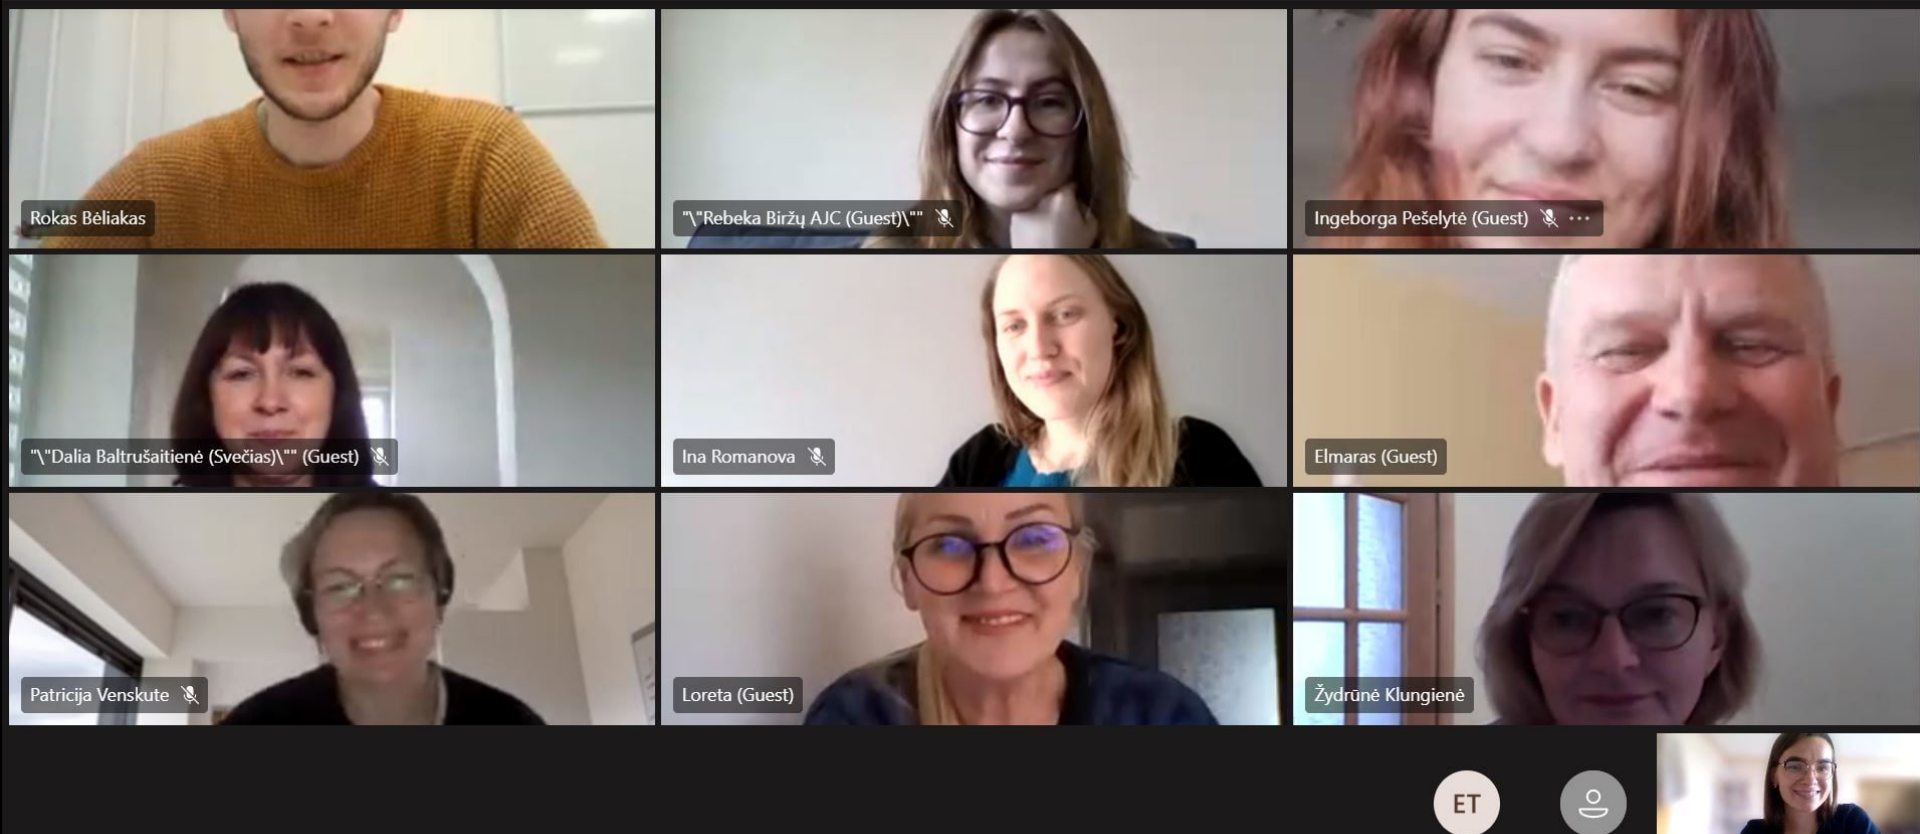 Rokas Bėliakas
"\"Rebeka Biržų AJC (Guest)\""
Ingeborga Pešelytė (Guest)
"\"Dalia Baltrušaitienė (Svečias)\"" (Guest)
Ina Romanova
Elmaras (Guest)
Patricija Venskute
Loreta (Guest)
Žydrūnė Klungienė
ET